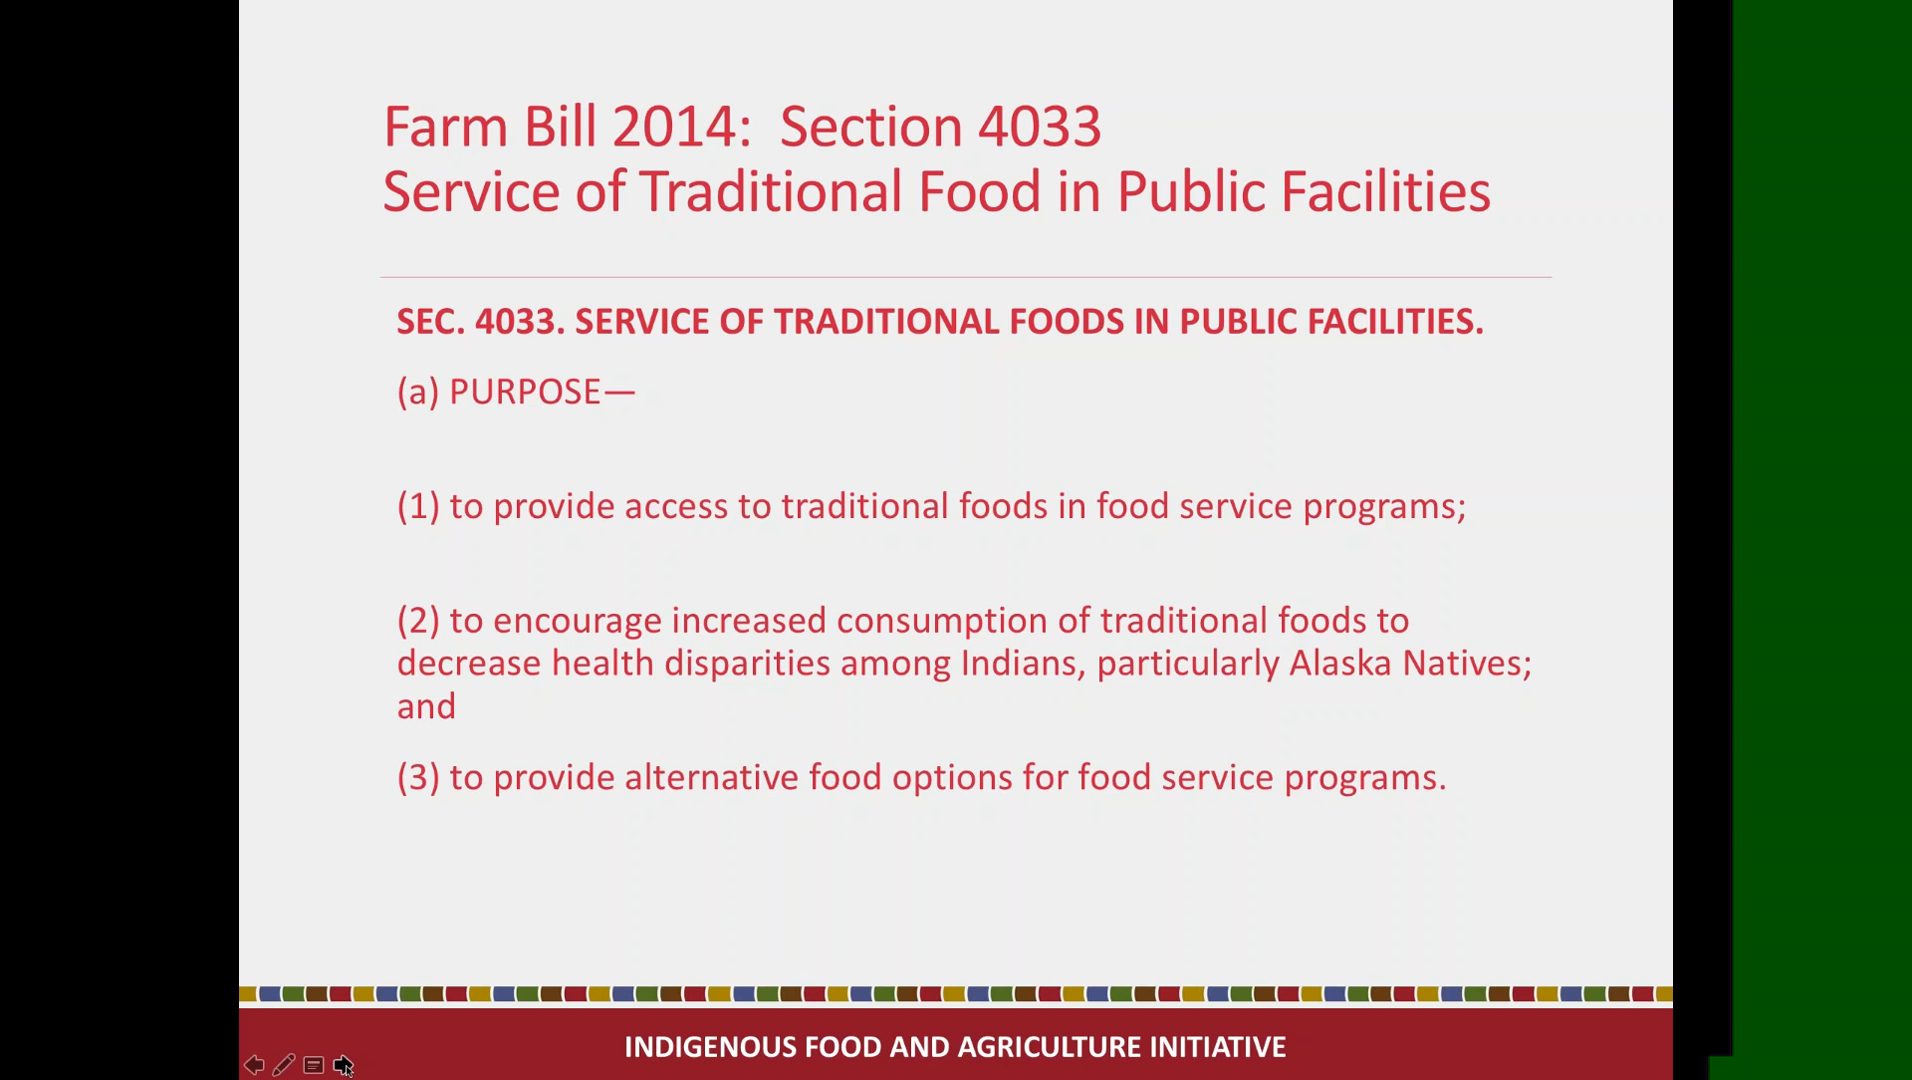 Farm Bill 2014:  Section 4033
Service of Traditional Food in Public Facilities
SEC. 4033. SERVICE OF TRADITIONAL FOODS IN PUBLIC FACILITIES.
(a) PURPOSE—
(1) to provide access to traditional foods in food service programs;
(2) to encourage increased consumption of traditional foods to
decrease health disparities among Indians, particularly Alaska Natives;
and
(3) to provide alternative food options for food service programs.
INDIGENOUS FOOD AND AGRICULTURE INITIATIVE